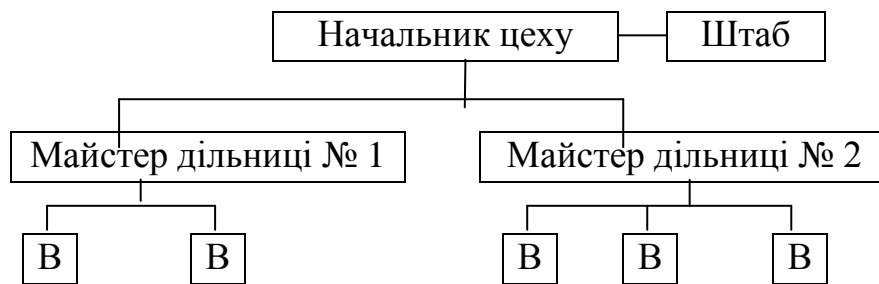 Начальник цеху Штаб
Майстер дільниці № 1 Майстер дільниці № 2
В В В В В